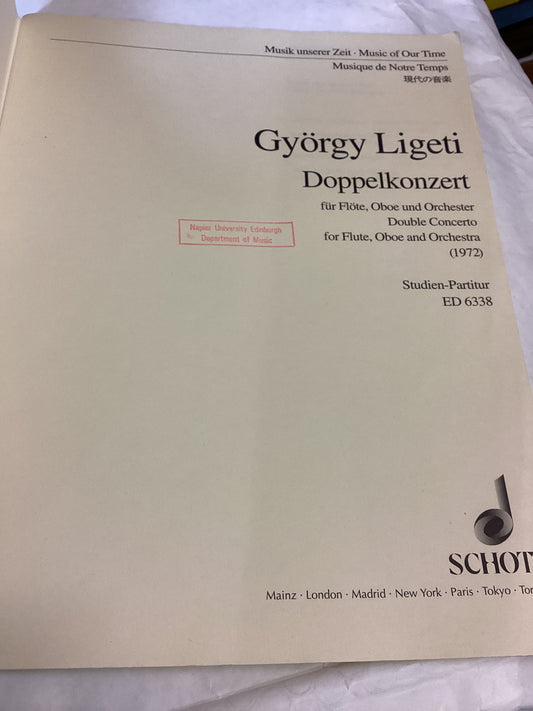 Musik unserer Zeit · Music of Our Time
Musique de Notre Temps
現代の音楽
György Ligeti
Doppelkonzert
für Flöte, Oboe und Orchester
Double Concerto
for Flute, Oboe and Orchestra
(1972)
Napier University Edinburgh
Department of Music
Studien-Partitur
ED 6338
SCHOT
Mainz · London · Madrid · New York · Paris · Tokyo · Tor